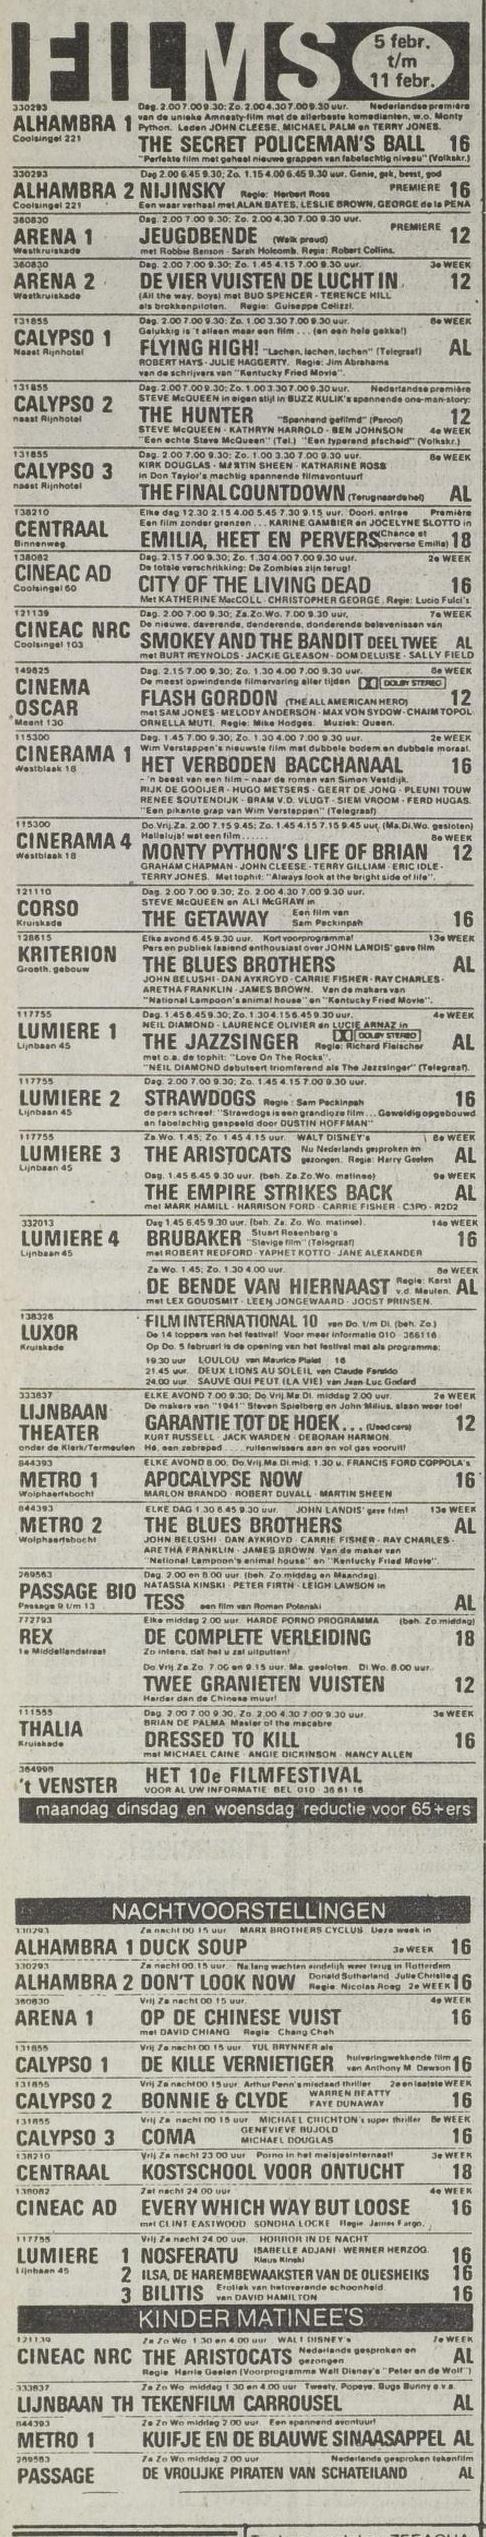 FILMS
5 febr.
t/m
11 febr.
330293 Dag. 2.00 7.00 9.30; Zo. 2.00 4.30 7.00 9.30 uur. Nederlandse première
van de unieke Amnesty-film met de allerbeste komedianten, w.o. Monty
ALHAMBRA 1 Python. Leden JOHN CLEESE, MICHAEL PALM en TERRY JONES.
Coolsingel 221 THE SECRET POLICEMAN'S BALL 16
"Perfekte film met geheel nieuwe grappen van fabelachtig niveau" (Volkskr.)
330293 Dag 2.00 6.45 9.30; Zo. 1.15 4.00 6.45 9.30 uur. Genie, gek, beest, god
ALHAMBRA 2 NIJINSKY Regie: Herbert Ross PREMIERE 16
Coolsingel 221 Een waar verhaal met ALAN BATES, LESLIE BROWN, GEORGE de la PENA
360830 Dag. 2.00 7.00 9.30; Zo. 2.00 4.30 7.00 9.30 uur.
ARENA 1 JEUGDBENDE (Walk proud) PREMIERE 12
Westkruiskade met Robbie Benson - Sarah Holcomb. Regie: Robert Collins.
360830 Dag. 2.00 7.00 9.30; Zo. 1.45 4.15 7.00 9.30 uur. 3e WEEK
ARENA 2 DE VIER VUISTEN DE LUCHT IN 12
Westkruiskade (All the way, boys) met BUD SPENCER - TERENCE HILL
als brokkenpiloten. Regie: Guiseppe Colizzi.
131855 Dag. 2.00 7.00 9.30; Zo. 1.00 3.30 7.00 9.30 uur. 6e WEEK
Gelukkig is 't alleen maar een film ... (en een hele gekke!)
CALYPSO 1 FLYING HIGH! "Lachen, lachen, lachen" (Telegraaf) AL
Naast Rijnhotel ROBERT HAYS - JULIE HAGGERTY. Regie: Jim Abrahams
van de schrijvers van "Kentucky Fried Movie".
131855 Dag. 2.00 7.00 9.30; Zo. 1.00 3.30 7.00 9.30 uur. Nederlandse première
STEVE McQUEEN in eigen stijl in BUZZ KULIK's spannende one-man-story:
CALYPSO 2 THE HUNTER "Spannend gefilmd" (Parool) 12
naast Rijnhotel STEVE McQUEEN - KATHRYN HARROLD - BEN JOHNSON 4e WEEK
"Een echte Steve McQueen" (Tel.) "Een typerend afscheid" (Volkskr.)
131855 Dag. 2.00 7.00 9.30; Zo. 1.00 3.30 7.00 9.30 uur. 8e WEEK
KIRK DOUGLAS - MARTIN SHEEN - KATHARINE ROSS
CALYPSO 3 in Don Taylor's machtig spannende filmavontuur!
naast Rijnhotel THE FINAL COUNTDOWN (Terug naar de hel) AL
138210 Elke dag 12.30 2.15 4.00 5.45 7.30 9.15 uur. Doorl. entree Première
CENTRAAL Een film zonder grenzen ... KARINE GAMBIER en JOCELYNE SLOTTO in
Binnenweg. EMILIA, HEET EN PERVERS (Chance et perverse Emilia) 18
138082 Dag. 2.15 7.00 9.30; Zo. 1.30 4.00 7.00 9.30 uur. 2e WEEK
De totale verschrikking: De Zombies zijn terug!
CINEAC AD CITY OF THE LIVING DEAD 16
Coolsingel 60 Met KATHERINE MacCOLL - CHRISTOPHER GEORGE. Regie: Lucio Fulci's
121139 Dag. 2.00 7.00 9.30; Za.Zo.Wo. 7.00 9.30 uur, 7e WEEK
De nieuwe, daverende, denderende, donderende belevenissen van
CINEAC NRC SMOKEY AND THE BANDIT DEEL TWEE AL
Coolsingel 103 met BURT REYNOLDS - JACKIE GLEASON - DOM DELUISE - SALLY FIELD
149825 Dag. 2.15 7.00 9.30; Zo. 1.30 4.00 7.00 9.30 uur. 8e WEEK
De meest opwindende filmervaring aller tijden DOLBY STEREO
CINEMA FLASH GORDON (THE ALL AMERICAN HERO) 12
OSCAR met SAM JONES - MELODY ANDERSON - MAX VON SYDOW - CHAIM TOPOL
Meent 130 ORNELLA MUTI. Regie: Mike Hodges. Muziek: Queen.
115300 Dag. 1.45 7.00 9.30; Zo. 1.30 4.00 7.00 9.30 uur. 2e WEEK
CINERAMA 1 Wim Verstappen's nieuwste film met dubbele bodem en dubbele moraal.
Westblaak 18 HET VERBODEN BACCHANAAL 16
- 'n beest van een film - naar de roman van Simon Vestdijk.
RIJK DE GOOIJER - HUGO METSERS - GEERT DE JONG - PLEUNI TOUW
RENEE SOUTENDIJK - BRAM V.D. VLUGT - SIEM VROOM - FERD HUGAS.
"Een pikante grap van Wim Verstappen" (Telegraaf)
115300 Do.Vrij.Za. 2.00 7.15 9.45; Zo. 1.45 4.15 7.15 9.45 uur, (Ma.Di.Wo. gesloten)
Halleluja! wat een film...... 8e WEEK
CINERAMA 4 MONTY PYTHON'S LIFE OF BRIAN 12
Westblaak 18 GRAHAM CHAPMAN - JOHN CLEESE - TERRY GILLIAM - ERIC IDLE -
TERRY JONES. Met tophit: "Always look at the bright side of life".
121110 Dag. 2.00 7.00 9.30; Zo. 2.00 4.30 7.00 9.30 uur.
STEVE McQUEEN en ALI McGRAW in
CORSO THE GETAWAY Een film van Sam Peckinpah 16
Kruiskade
128615 Elke avond 6.45 9.30 uur. Kort voorprogramma! 13e WEEK
Pers en publiek laaiend enthousiast over JOHN LANDIS' gave film
KRITERION THE BLUES BROTHERS AL
Grooth. gebouw JOHN BELUSHI - DAN AYKROYD - CARRIE FISHER - RAY CHARLES -
ARETHA FRANKLIN - JAMES BROWN. Van de makers van
"National Lampoon's animal house" en "Kentucky Fried Movie".
117755 Dag. 1.45 6.45 9.30; Zo. 1.30 4.15 6.45 9.30 uur. 4e WEEK
NEIL DIAMOND - LAURENCE OLIVIER en LUCIE ARNAZ in
LUMIERE 1 THE JAZZSINGER DOLBY STEREO Regie: Richard Fleischer AL
Lijnbaan 45 met o.a. de tophit: "Love On The Rocks".
"NEIL DIAMOND debuteert triomferend als The Jazzsinger" (Telegraaf).
117755 Dag. 2.00 7.00 9.30; Zo. 1.45 4.15 7.00 9.30 uur.
LUMIERE 2 STRAWDOGS Regie: Sam Peckinpah 16
Lijnbaan 45 de pers schreef: "Strawdogs is een grandioze film... Geweldig opgebouwd
en fabelachtig gespeeld door DUSTIN HOFFMAN"
117755 Za.Wo. 1.45; Zo. 1.45 4.15 uur. WALT DISNEY's 8e WEEK
LUMIERE 3 THE ARISTOCATS Nu Nederlands gesproken en gezongen. Regie: Harry Geelen AL
Lijnbaan 45
Dag. 1.45 6.45 9.30 uur. (beh. Za.Zo.Wo. matinee) 9e WEEK
THE EMPIRE STRIKES BACK AL
met MARK HAMILL - HARRISON FORD - CARRIE FISHER - C3PO - R2D2
332013 Dag 1.45 6.45 9.30 uur. (beh. Za. Zo. Wo. matinee). 14e WEEK
LUMIERE 4 BRUBAKER Stuart Rosenberg's "Stevige film" (Telegraaf) 16
Lijnbaan 45 met ROBERT REDFORD - YAPHET KOTTO - JANE ALEXANDER
Za Wo. 1.45; Zo. 1.30 4.00 uur. 8e WEEK
DE BENDE VAN HIERNAAST Regie: Karst v.d. Meulen. AL
met LEX GOUDSMIT - LEEN JONGEWAARD - JOOST PRINSEN.
138326 FILM INTERNATIONAL 10 van Do. t/m Di. (beh. Zo.)
LUXOR De 14 toppers van het festival! Voor meer informatie 010 - 366116
Kruiskade Op Do. 5 februari is de opening van het festival met als programma:
19.30 uur LOULOU van Maurice Pialat 16
21.45 uur. DEUX LIONS AU SOLEIL van Claude Faraldo
24.00 uur. SAUVE QUI PEUT (LA VIE) van Jean-Luc Godard
333837 ELKE AVOND 7.00 9.30; Do.Vrij.Ma.Di. middag 2.00 uur. 2e WEEK
De makers van "1941" Steven Spielberg en John Milius, slaan weer toe!
LIJNBAAN GARANTIE TOT DE HOEK... (Used cars) 12
THEATER KURT RUSSELL - JACK WARDEN - DEBORAH HARMON.
onder de Klerk/Termeulen Hé, een zebrapad ..... ruitenwissers aan en vol gas vooruit!
844393 ELKE AVOND 8.00; Do.Vrij.Ma.Di.mid. 1.30 u. FRANCIS FORD COPPOLA's
METRO 1 APOCALYPSE NOW 16
Wolphaertsbocht MARLON BRANDO - ROBERT DUVALL - MARTIN SHEEN
844393 ELKE DAG 1.30 6.45 9.30 uur. JOHN LANDIS' gave film! 13e WEEK
METRO 2 THE BLUES BROTHERS AL
Wolphaertsbocht JOHN BELUSHI - DAN AYKROYD - CARRIE FISHER - RAY CHARLES -
ARETHA FRANKLIN - JAMES BROWN. Van de maker van
"National Lampoon's animal house" en "Kentucky Fried Movie".
269563 Dag. 2.00 en 8.00 uur. (beh. Zo. middag en Maandag).
NATASSIA KINSKI - PETER FIRTH - LEIGH LAWSON in
PASSAGE BIO TESS een film van Roman Polanski AL
Passage 9 t/m 13
772793 Elke middag 2.00 uur. HARDE PORNO PROGRAMMA (beh. Zo.middag)
REX DE COMPLETE VERLEIDING 18
1e Middellandstraat Zo intens, dat het u zal uitputten!
Do.Vrij.Za.Zo. 7.00 en 9.15 uur. Ma. gesloten. Di.Wo. 8.00 uur.
TWEE GRANIETEN VUISTEN 12
Harder dan de Chinese muur!
111555 Dag. 2.00 7.00 9.30, Zo. 2.00 4.30 7.00 9.30 uur. 3e WEEK
BRIAN DE PALMA Master of the macabre
THALIA DRESSED TO KILL 16
Kruiskade met MICHAEL CAINE - ANGIE DICKINSON - NANCY ALLEN
364998 HET 10e FILMFESTIVAL
't VENSTER VOOR AL UW INFORMATIE BEL 010 - 36 61 16
maandag dinsdag en woensdag reductie voor 65+ers
NACHTVOORSTELLINGEN
330293 Za nacht 00.15 uur MARX BROTHERS CYCLUS Deze week in
ALHAMBRA 1 DUCK SOUP 3e WEEK 16
330293 Za nacht 00.15 uur. Na lang wachten eindelijk weer terug in Rotterdam
ALHAMBRA 2 DON'T LOOK NOW Donald Sutherland Julie Christie Regie: Nicolas Roeg 2e WEEK 16
360830 Vrij Za nacht 00.15 uur. 4e WEEK
ARENA 1 OP DE CHINESE VUIST 16
met DAVID CHIANG Regie Chang Cheh
131855 Vrij Za nacht 00.15 uur YUL BRYNNER als
CALYPSO 1 DE KILLE VERNIETIGER huiveringwekkende film van Anthony M. Dawson 16
131855 Vrij Za nacht 00.15 uur. Arthur Penn's misdaad thriller 2e en laatste WEEK
CALYPSO 2 BONNIE & CLYDE WARREN BEATTY FAYE DUNAWAY 16
131855 Vrij Za nacht 00.15 uur MICHAEL CRICHTON's super thriller 8e WEEK
CALYPSO 3 COMA GENEVIEVE BUJOLD MICHAEL DOUGLAS 16
138210 Vrij Za nacht 23.00 uur Porno in het meisjesinternaat! 3e WEEK
CENTRAAL KOSTSCHOOL VOOR ONTUCHT 18
138082 Zat nacht 24.00 uur 4e WEEK
CINEAC AD EVERY WHICH WAY BUT LOOSE 16
met CLINT EASTWOOD SONDRA LOCKE Regie James Fargo.
117755 Vrij Za nacht 24.00 uur. HORROR IN DE NACHT
LUMIERE 1 NOSFERATU ISABELLE ADJANI - WERNER HERZOG. Klaus Kinski 16
Lijnbaan 45 2 ILSA, DE HAREMBEWAAKSTER VAN DE OLIESHEIKS 16
3 BILITIS Erotiek van betoverende schoonheid van DAVID HAMILTON 16
KINDER MATINEE'S
121139 Za Zo Wo 1.30 en 4.00 uur WALT DISNEY's 7e WEEK
CINEAC NRC THE ARISTOCATS Nederlands gesproken en gezongen AL
Regie Harrie Geelen (Voorprogramma Walt Disney's "Peter en de Wolf")
333837 Za Zo Wo middag 1.30 en 4.00 uur Tweety, Popeye, Bugs Bunny e.v.a.
LIJNBAAN TH TEKENFILM CARROUSEL AL
844393 Za Zo Wo middag 2.00 uur. Een spannend avontuur!
METRO 1 KUIFJE EN DE BLAUWE SINAASAPPEL AL
269563 Za Zo Wo middag 2.00 uur Nederlands gesproken tekenfilm
PASSAGE DE VROLIJKE PIRATEN VAN SCHATEILAND AL